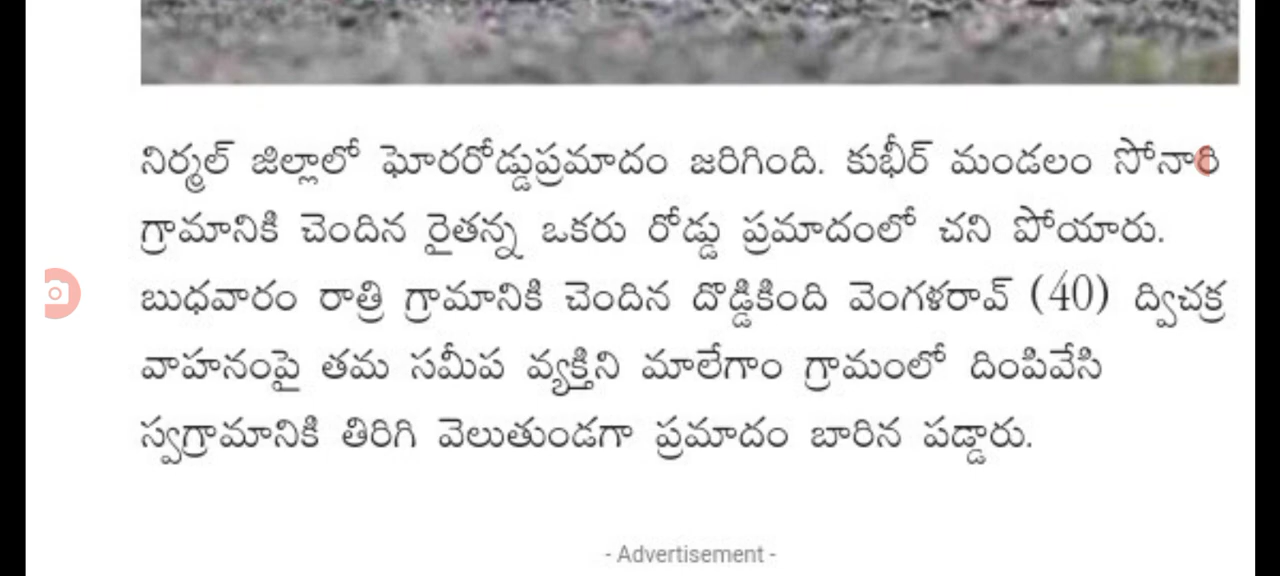 నిర్మల్ జిల్లాలో ఘోరరోడ్డుప్రమాదం జరిగింది. కుభీర్ మండలం సోనారి
గ్రామానికి చెందిన రైతన్న ఒకరు రోడ్డు ప్రమాదంలో చని పోయారు.
బుధవారం రాత్రి గ్రామానికి చెందిన దొడ్డికింది వెంగళరావ్ (40) ద్విచక్ర
వాహనంపై తమ సమీప వ్యక్తిని మాలేగాం గ్రామంలో దింపివేసి
స్వగ్రామానికి తిరిగి వెలుతుండగా ప్రమాదం బారిన పడ్డారు.
- Advertisement -